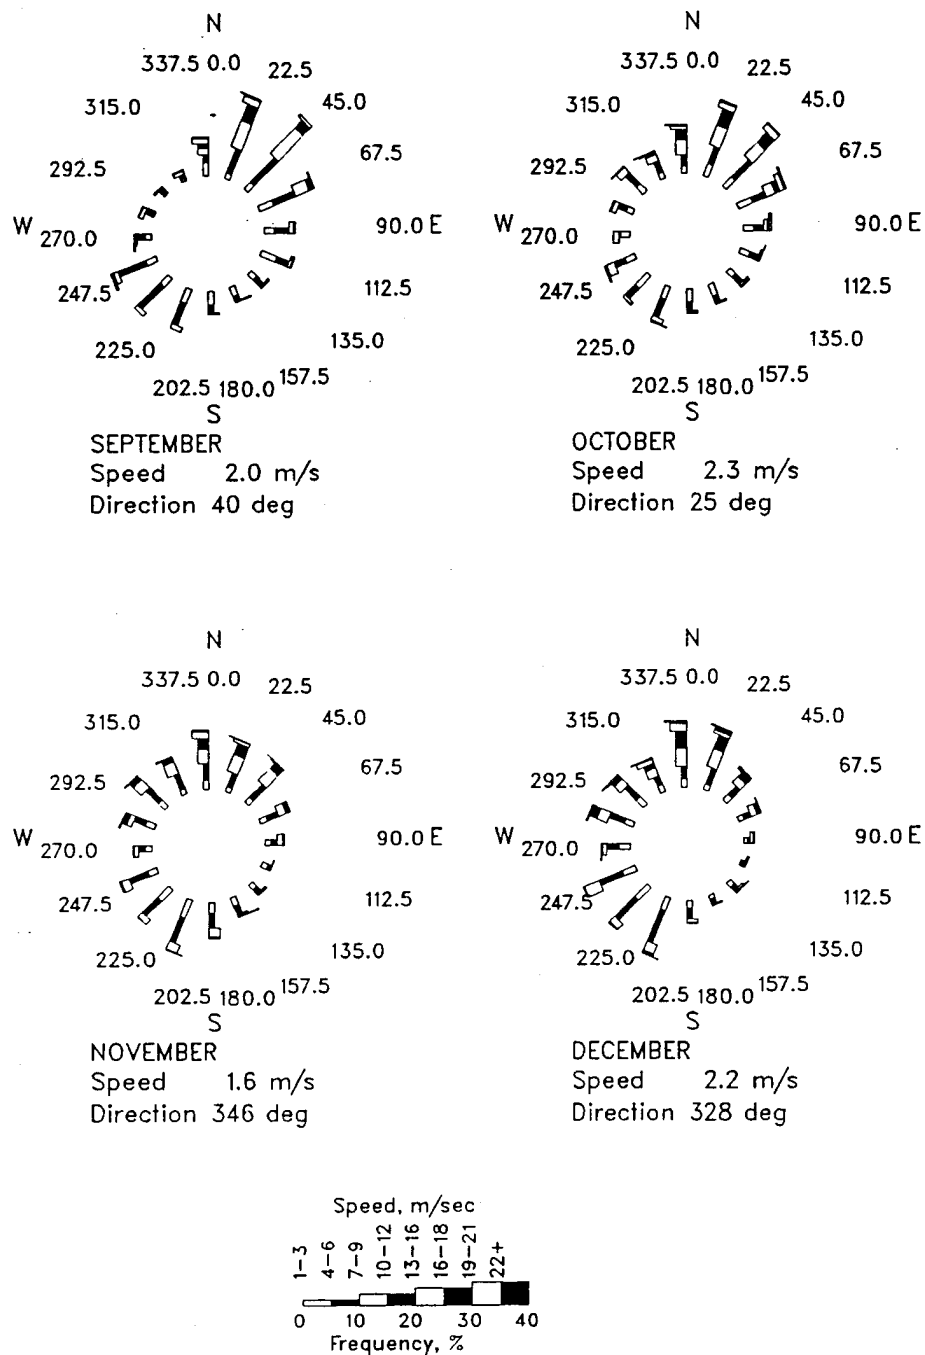 N N
337.5 0.0 22.5 337.5 0.0 22.5
315.0 45.0 315.0 45.0
292.5 67.5 292.5 67.5
W 270.0 90.0 E W 270.0 90.0 E
247.5 112.5 247.5 112.5
225.0 135.0 225.0 135.0
202.5 180.0 157.5 202.5 180.0 157.5
S S
SEPTEMBER OCTOBER
Speed 2.0 m/s Speed 2.3 m/s
Direction 40 deg Direction 25 deg
N N
337.5 0.0 22.5 337.5 0.0 22.5
315.0 45.0 315.0 45.0
292.5 67.5 292.5 67.5
W 270.0 90.0 E W 270.0 90.0 E
247.5 112.5 247.5 112.5
225.0 135.0 225.0 135.0
202.5 180.0 157.5 202.5 180.0 157.5
S S
NOVEMBER DECEMBER
Speed 1.6 m/s Speed 2.2 m/s
Direction 346 deg Direction 328 deg
Speed, m/sec
1-3 4-6 7-9 10-12 13-16 16-18 19-21 22+
0 10 20 30 40
Frequency, %